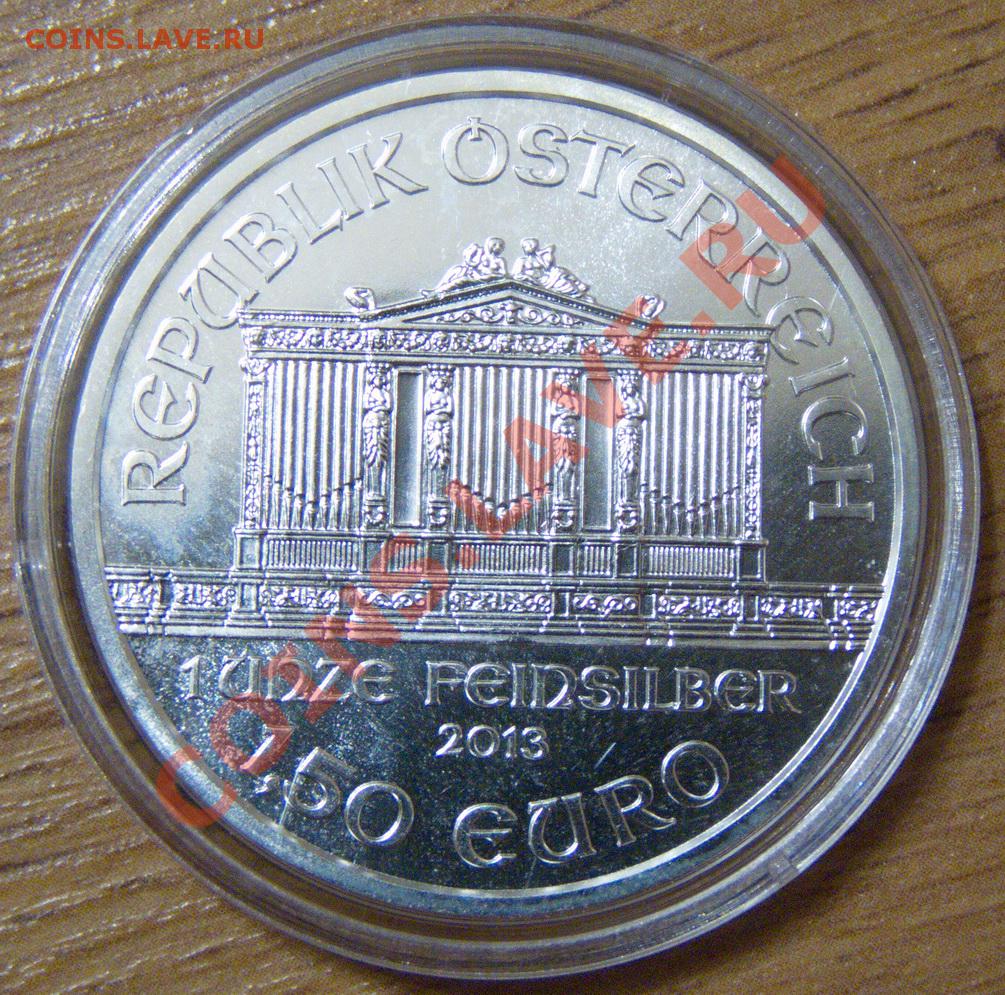 COINS.LAVE.RU
REPUBLIK ÖSTERREICH
1 UNZE FEINSILBER
2013
1,50 EURO
COINS.LAVE.RU